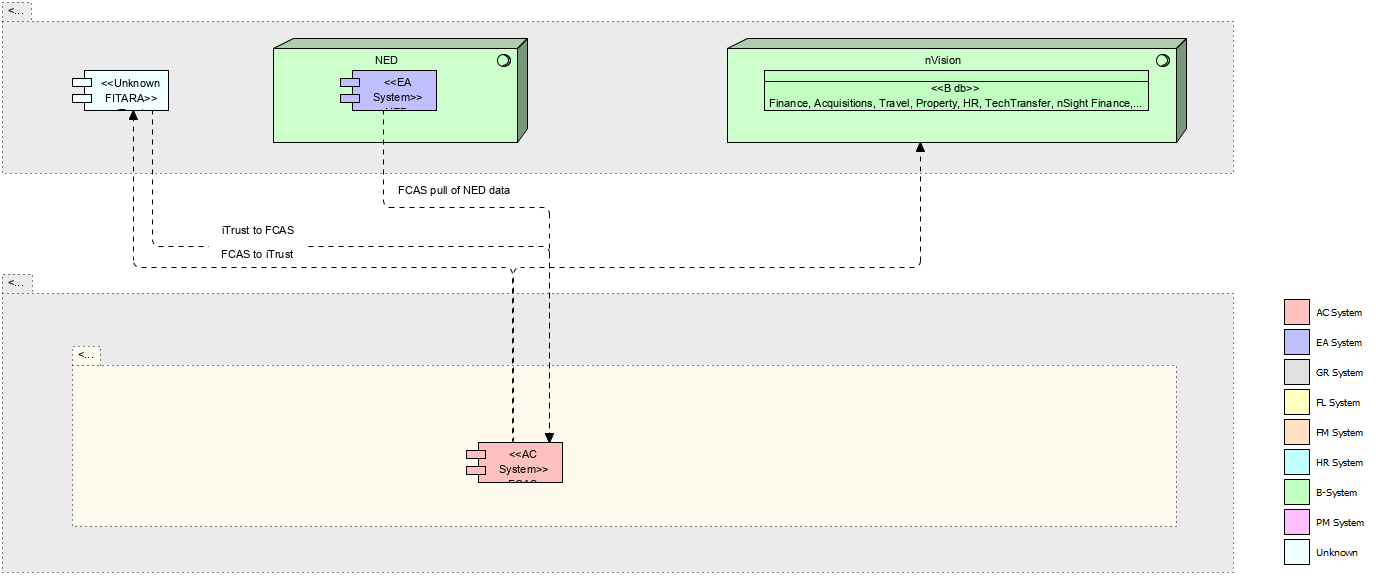 <...
<<Unknown
FITARA>>
NED
<<EA
System>>
nVision
<<B db>>
Finance, Acquisitions, Travel, Property, HR, TechTransfer, nSight Finance,...
FCAS pull of NED data
iTrust to FCAS
FCAS to iTrust
<...
<...
<<AC
System>>
FCAS
AC System
EA System
GR System
FL System
FM System
HR System
B-System
PM System
Unknown